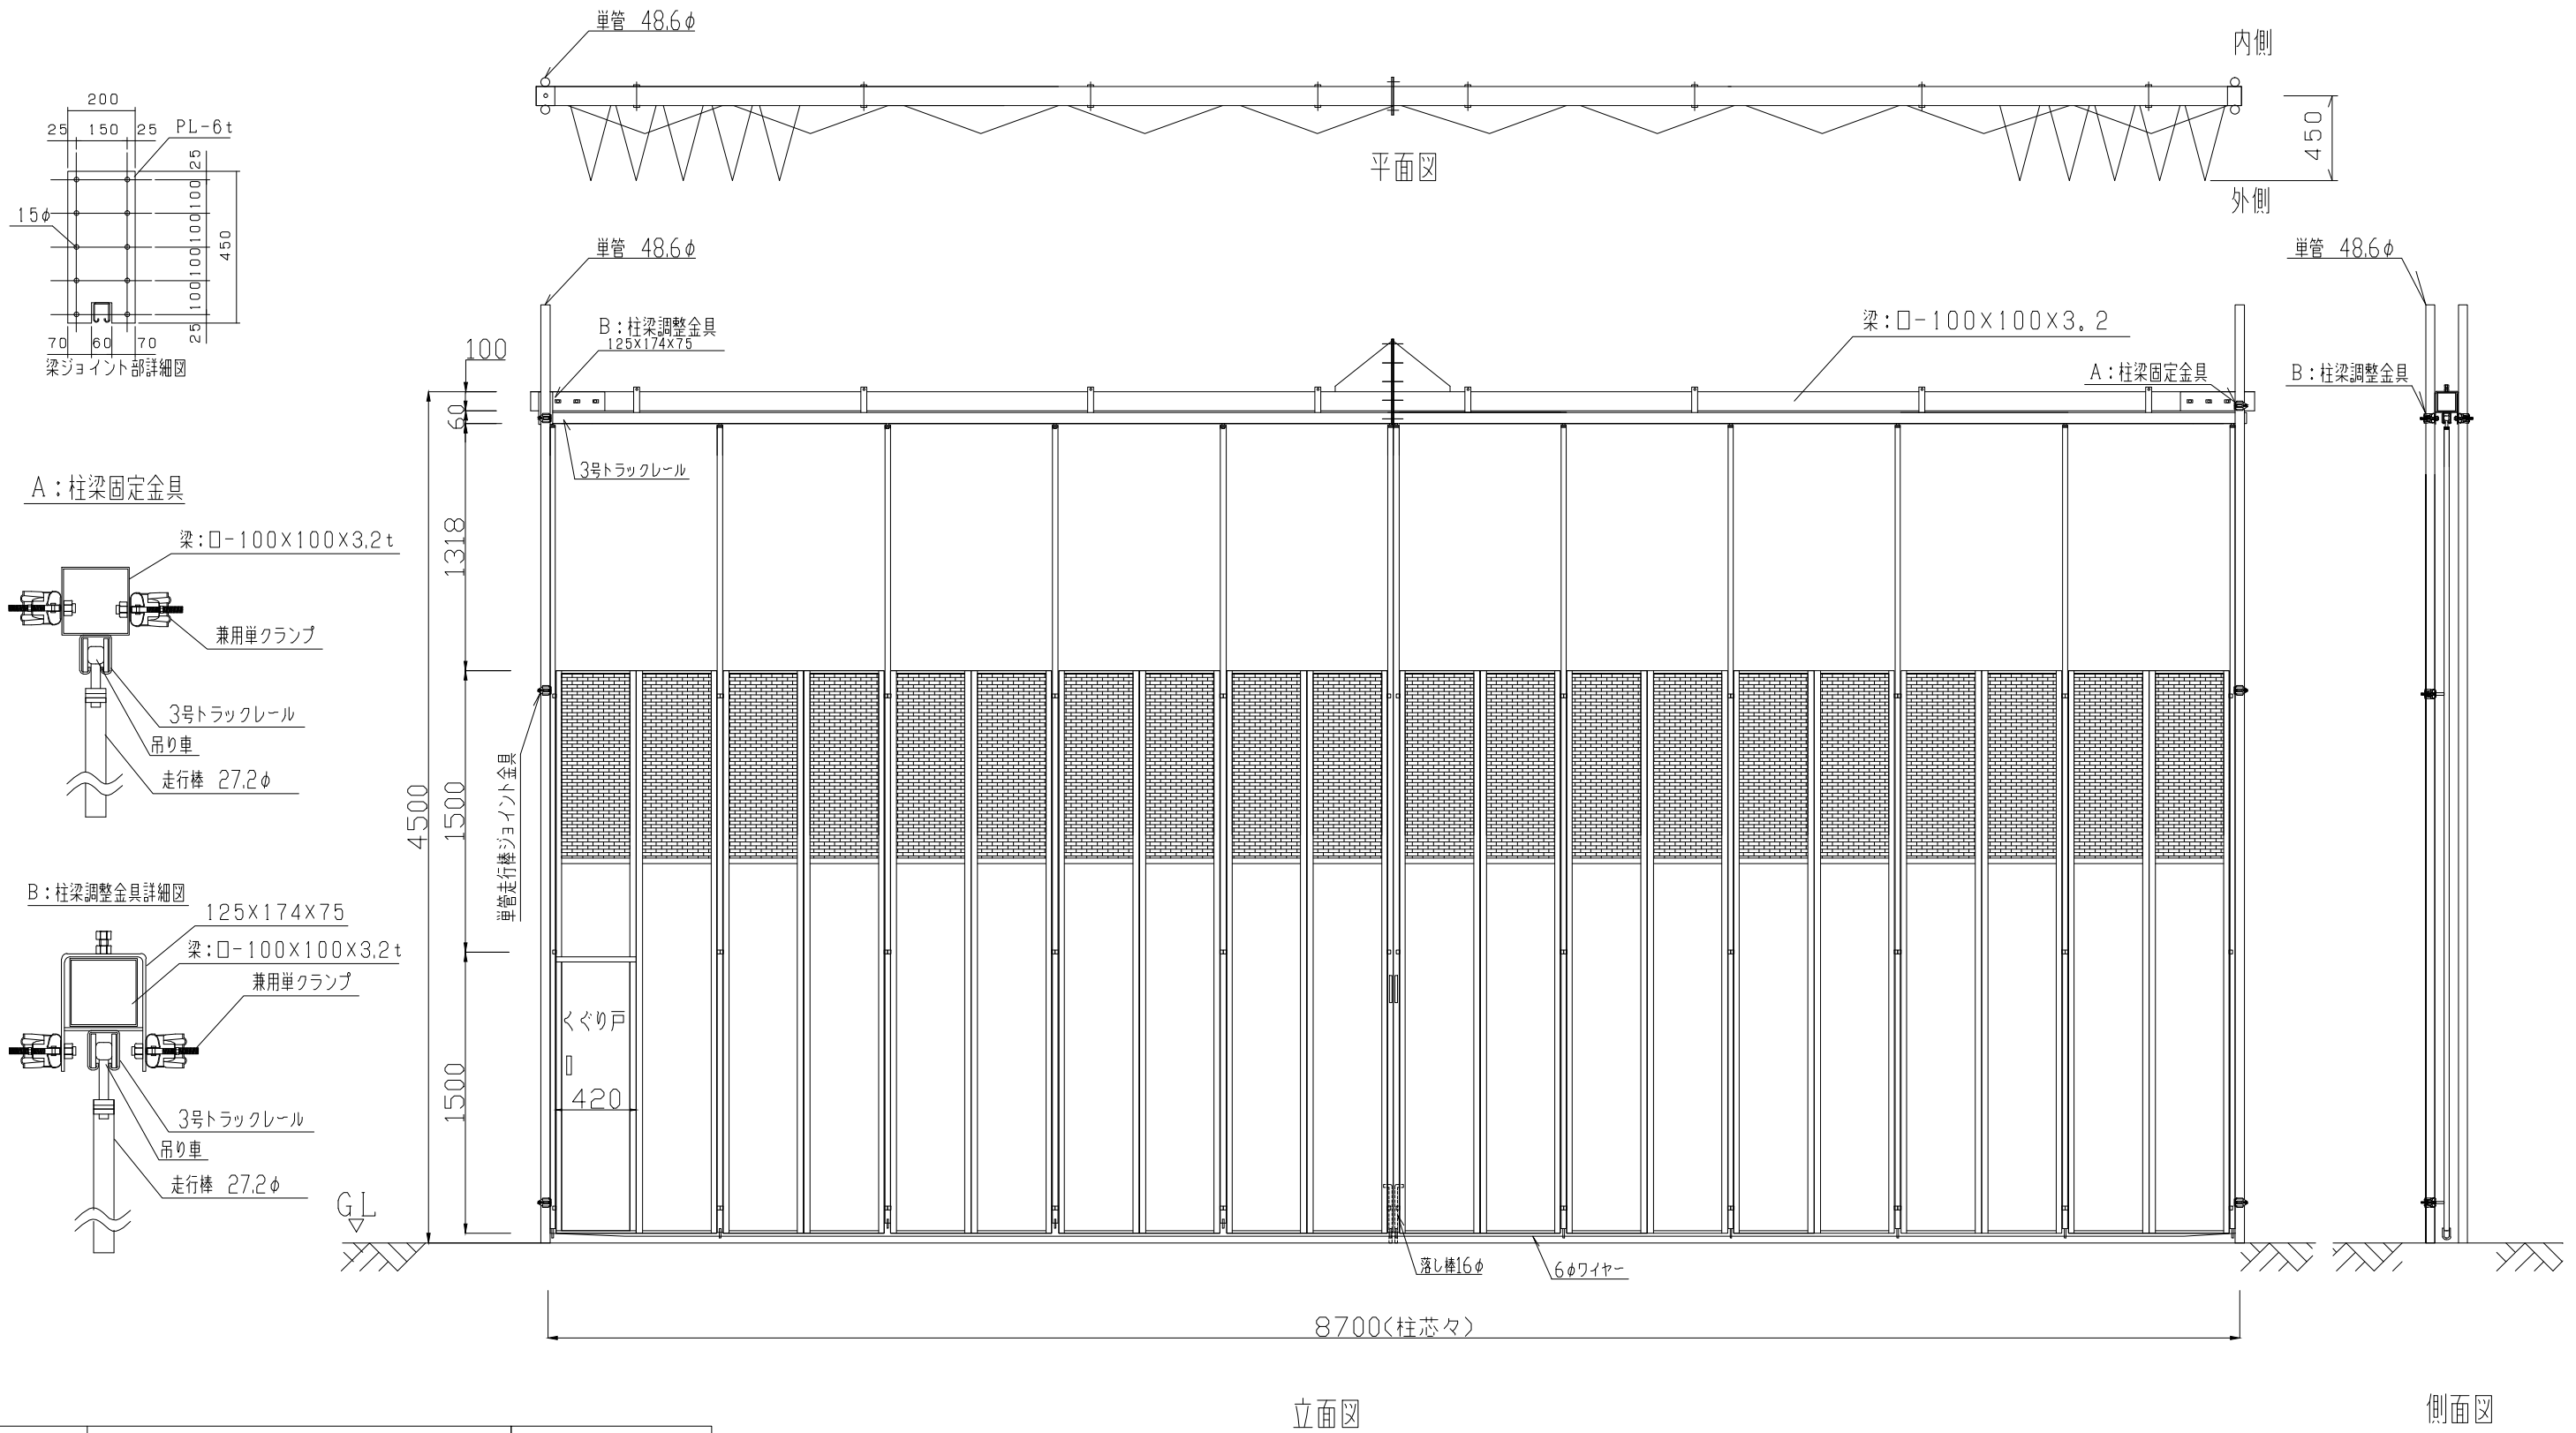 単管 48.6φ
内側
450
平面図
外側
200
25 150 25
PL-6t
25
100
100
100
100
25
450
15φ
70 60 70
梁ジョイント部詳細図
単管 48.6φ
B:柱梁調整金具
125X174X75
100
60
3号トラックレール
梁:□-100X100X3.2
A:柱梁固定金具
単管 48.6φ
B:柱梁調整金具
A:柱梁固定金具
梁:□-100X100X3.2t
兼用単クランプ
3号トラックレール
吊り車
走行棒 27.2φ
B:柱梁調整金具詳細図
125X174X75
梁:□-100X100X3.2t
兼用単クランプ
3号トラックレール
吊り車
走行棒 27.2φ
4500
1318
1500
1500
単管走行棒ジョイント金具
くぐり戸
420
GL
落し棒16φ
6φワイヤー
8700(柱芯々)
立面図
側面図